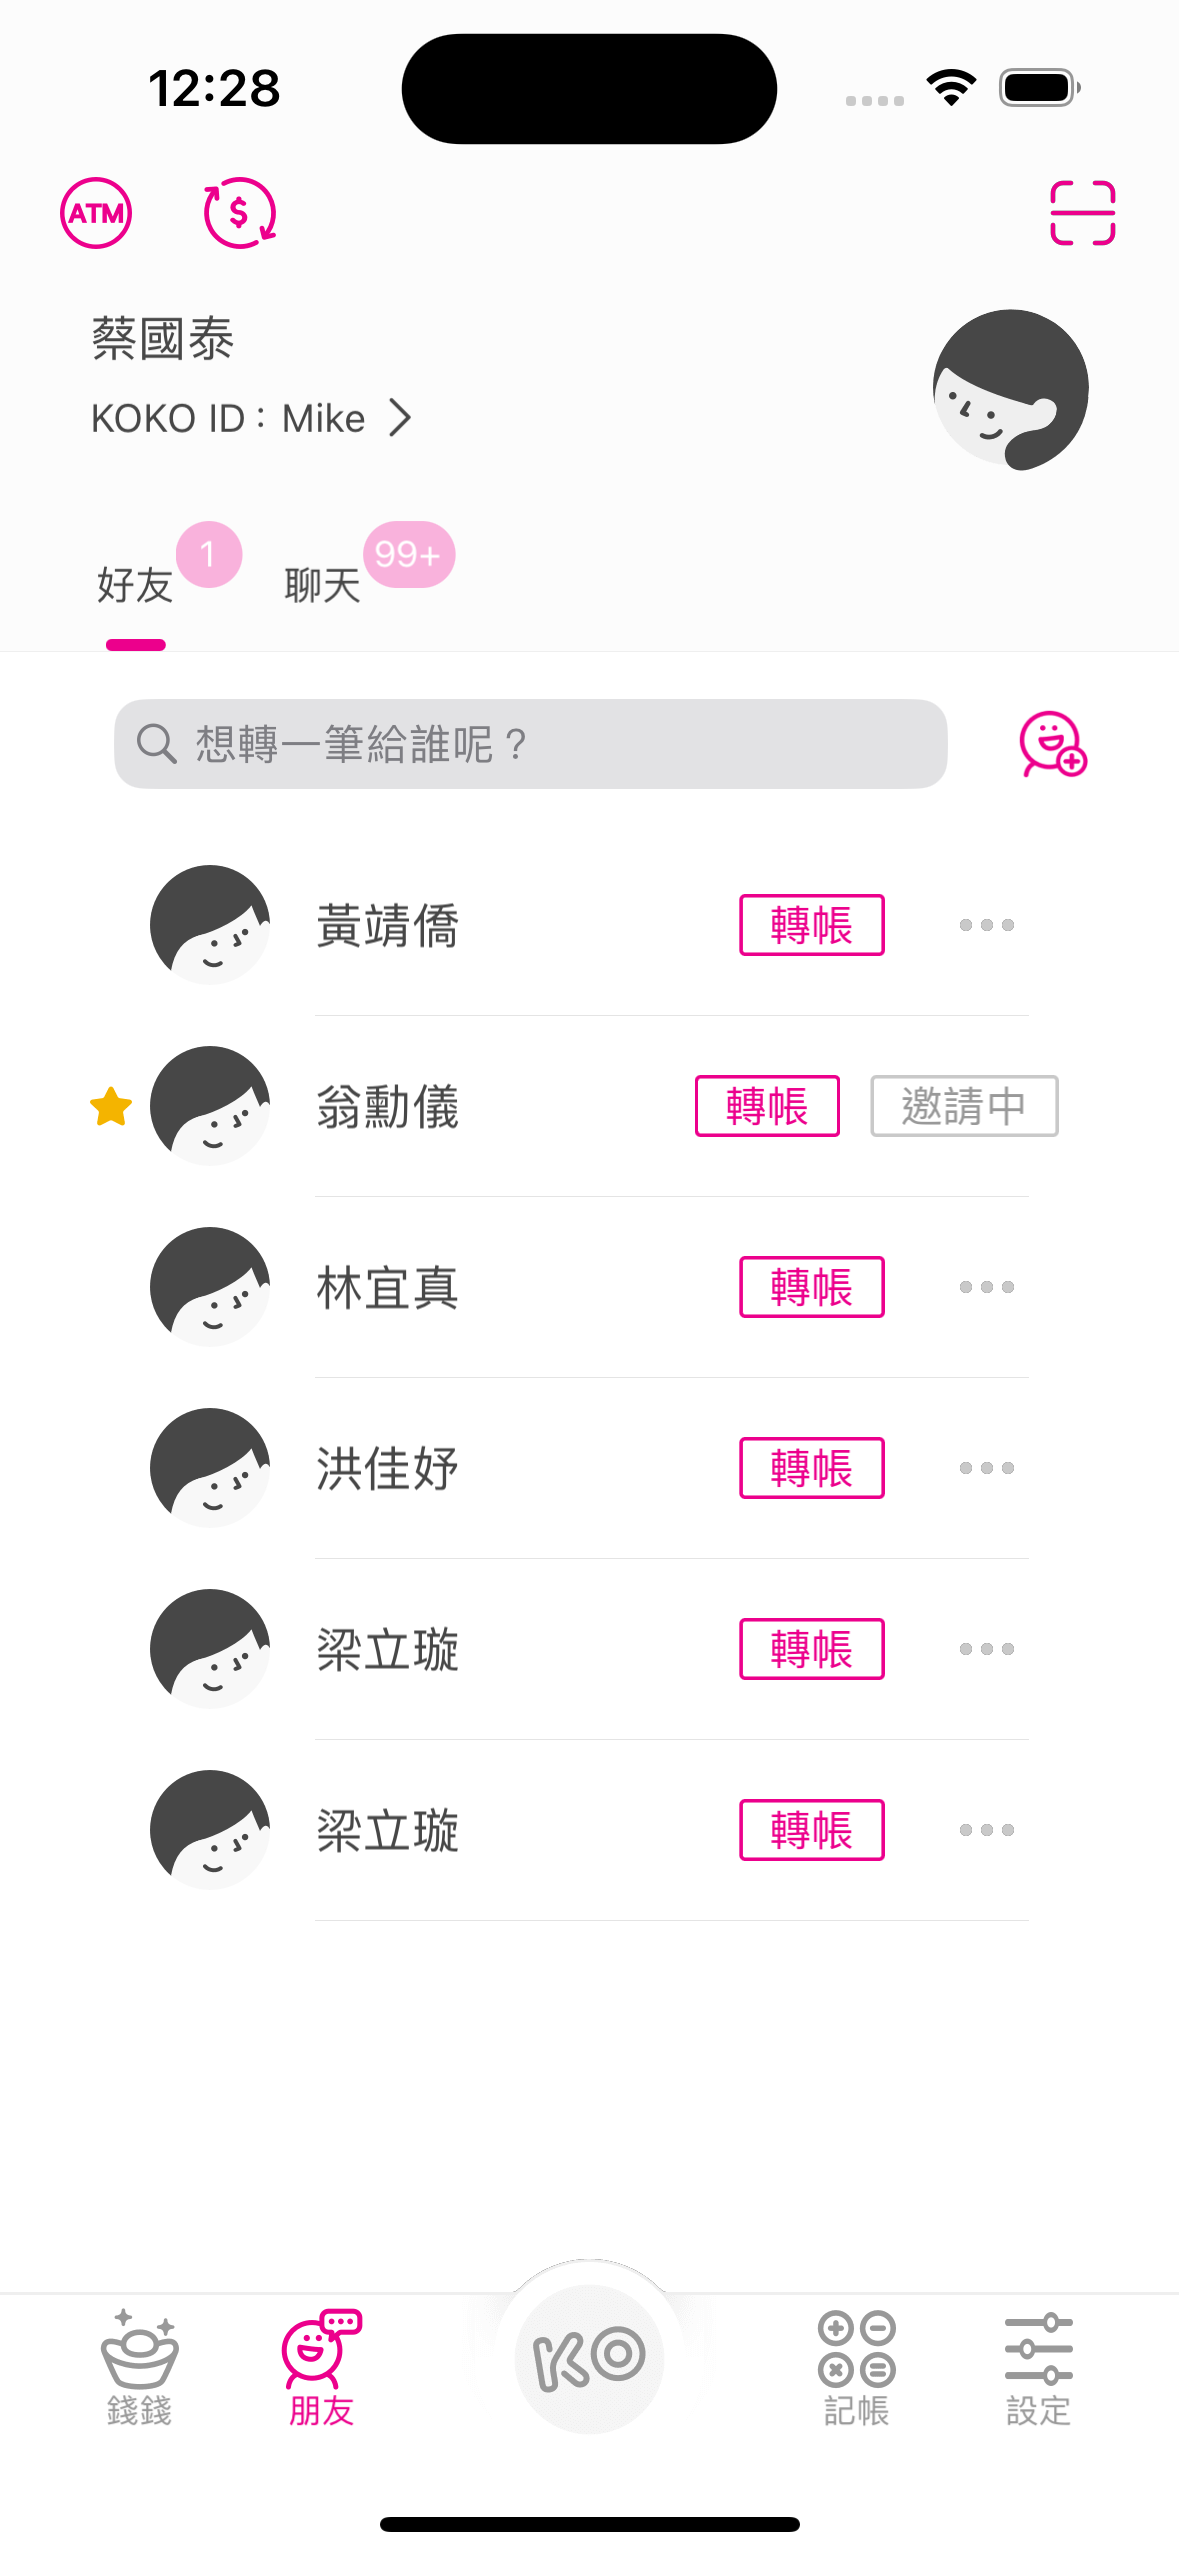 12:28
ATM
蔡國泰
KOKO ID : Mike
好友 1 聊天 99+
想轉一筆給誰呢？
黃靖僑 轉帳
翁勳儀 轉帳 邀請中
林宜真 轉帳
洪佳妤 轉帳
梁立璇 轉帳
梁立璇 轉帳
KO
錢錢 朋友 記帳 設定